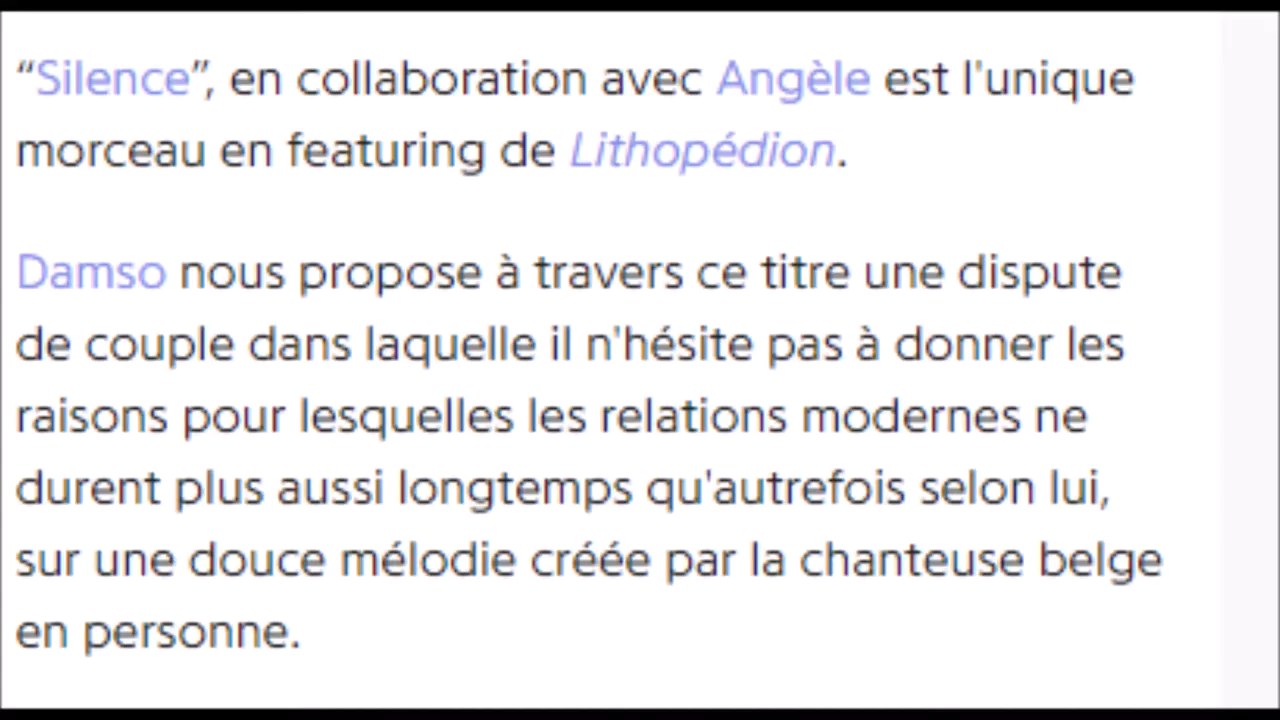 “Silence”, en collaboration avec Angèle est l'unique
morceau en featuring de Lithopédion.
Damso nous propose à travers ce titre une dispute
de couple dans laquelle il n'hésite pas à donner les
raisons pour lesquelles les relations modernes ne
durent plus aussi longtemps qu'autrefois selon lui,
sur une douce mélodie créée par la chanteuse belge
en personne.